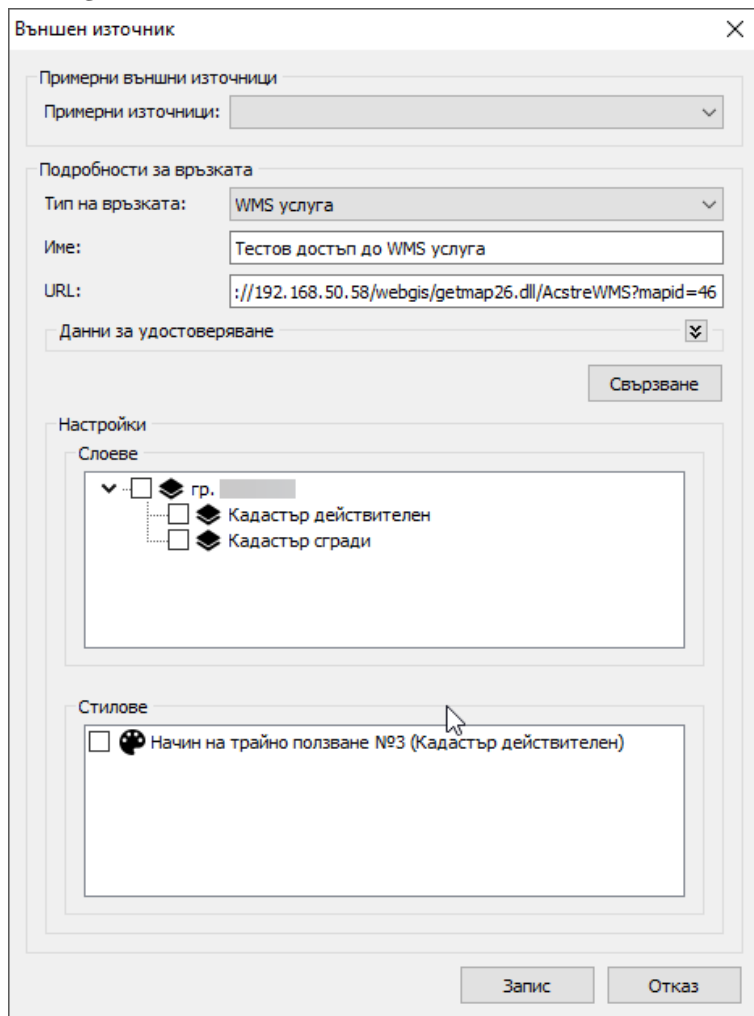 Външен източник
Примерни външни източници
Примерни източници:
Подробности за връзката
Тип на връзката: WMS услуга
Име: Тестов достъп до WMS услуга
URL: ://192.168.50.58/webgis/getmap26.dll/AcstreWMS?mapid=46
Данни за удостоверяване
Свързване
Настройки
Слоеве
гр.
Кадастър действителен
Кадастър сгради
Стилове
Начин на трайно ползване №3 (Кадастър действителен)
Запис Отказ